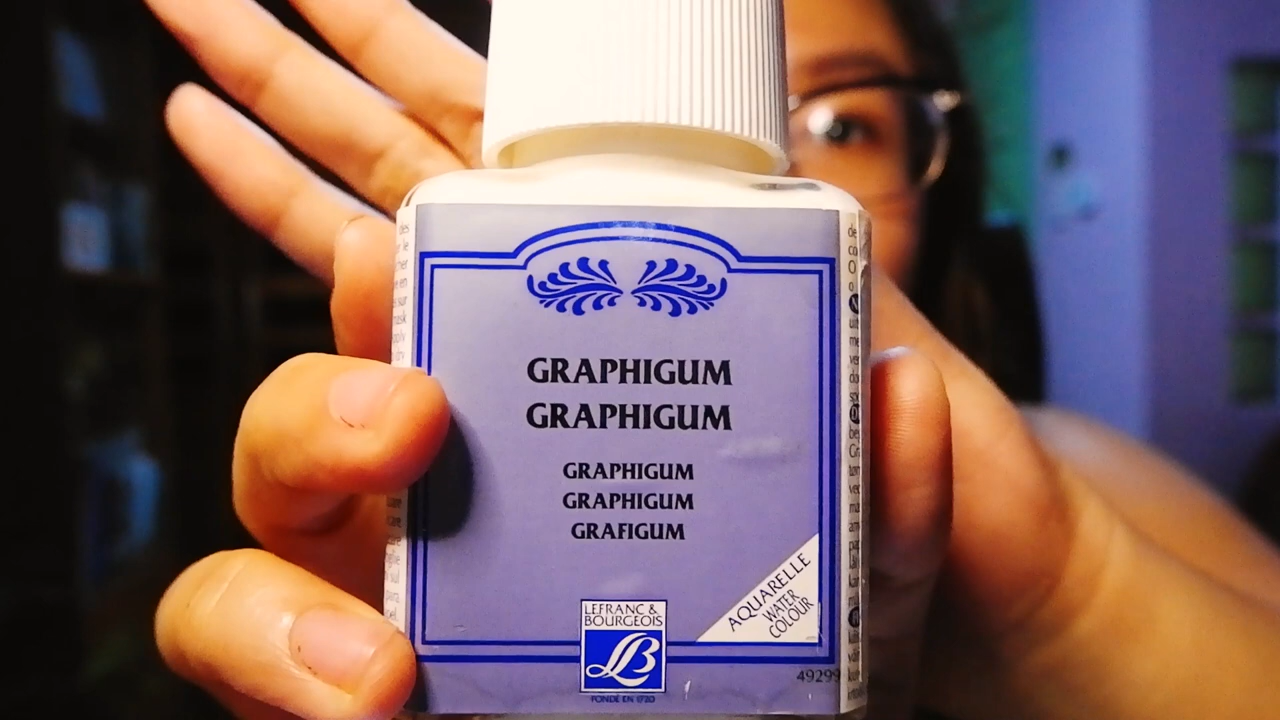 GRAPHIGUM
GRAPHIGUM
GRAPHIGUM
GRAPHIGUM
GRAFIGUM
AQUARELLE
WATER
COLOUR
LEFRANC &
BOURGEOIS
LB
FONDÉ EN 1720
49299